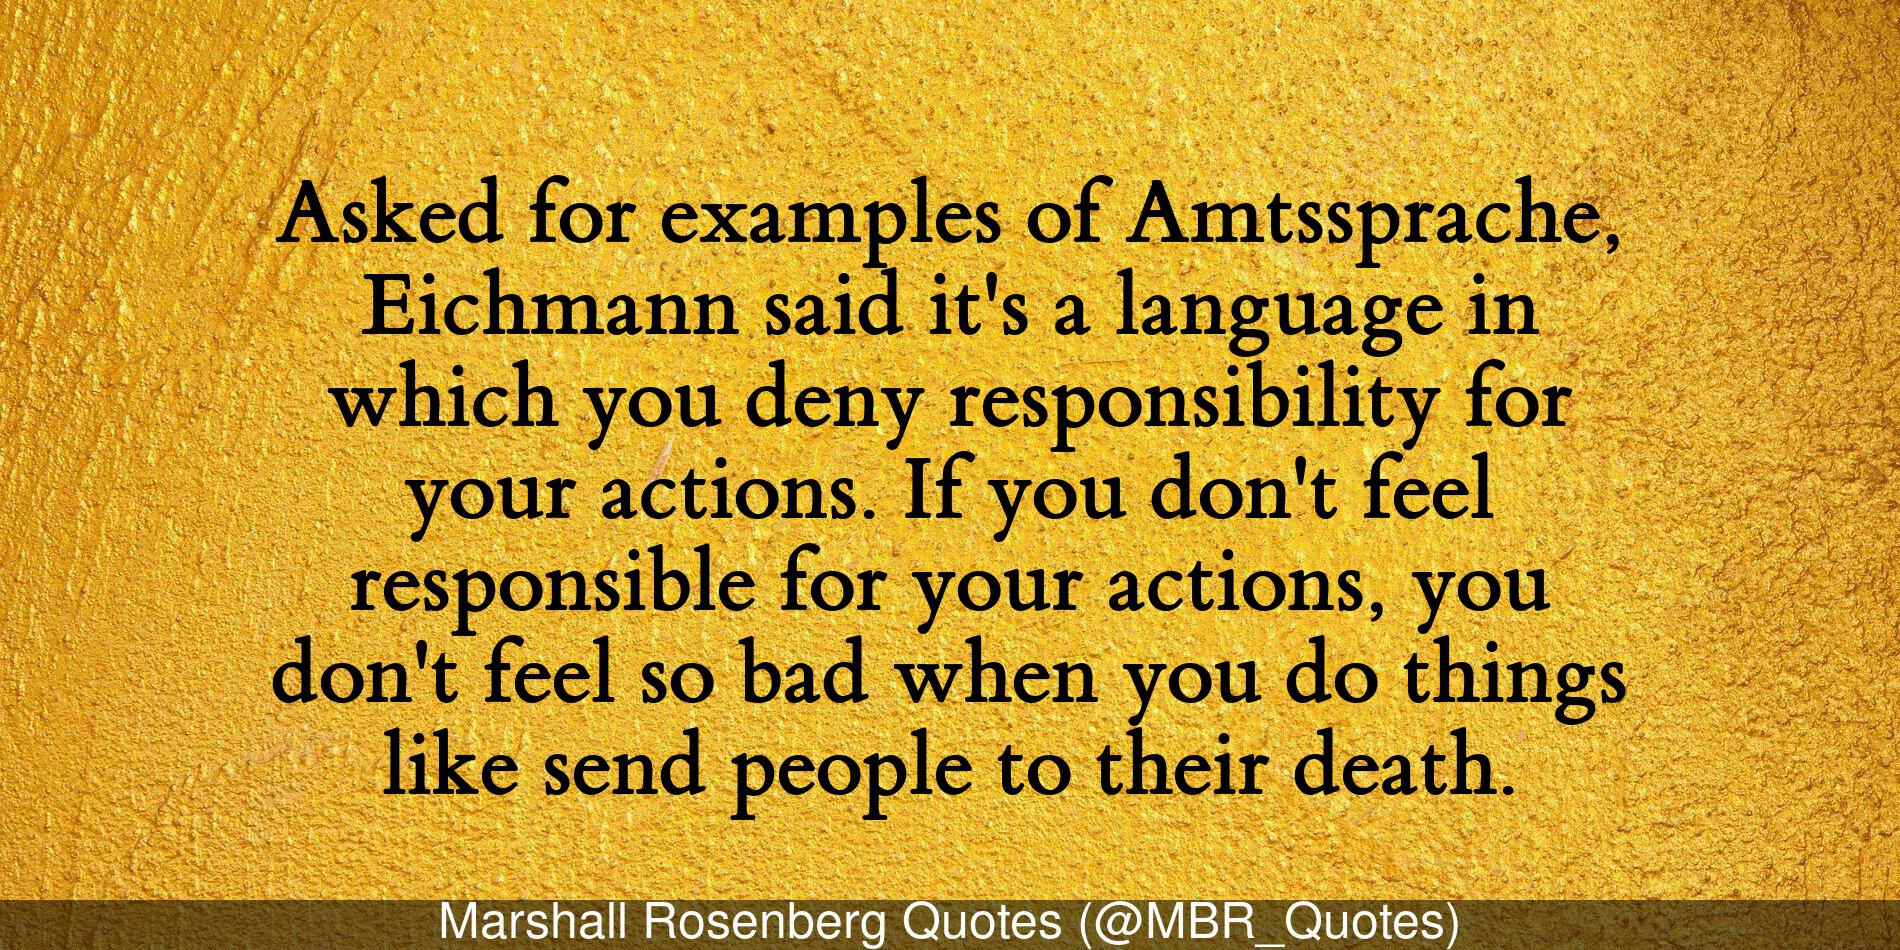 Asked for examples of Amtssprache,
Eichmann said it's a language in
which you deny responsibility for
your actions. If you don't feel
responsible for your actions, you
don't feel so bad when you do things
like send people to their death.
Marshall Rosenberg Quotes (@MBR_Quotes)